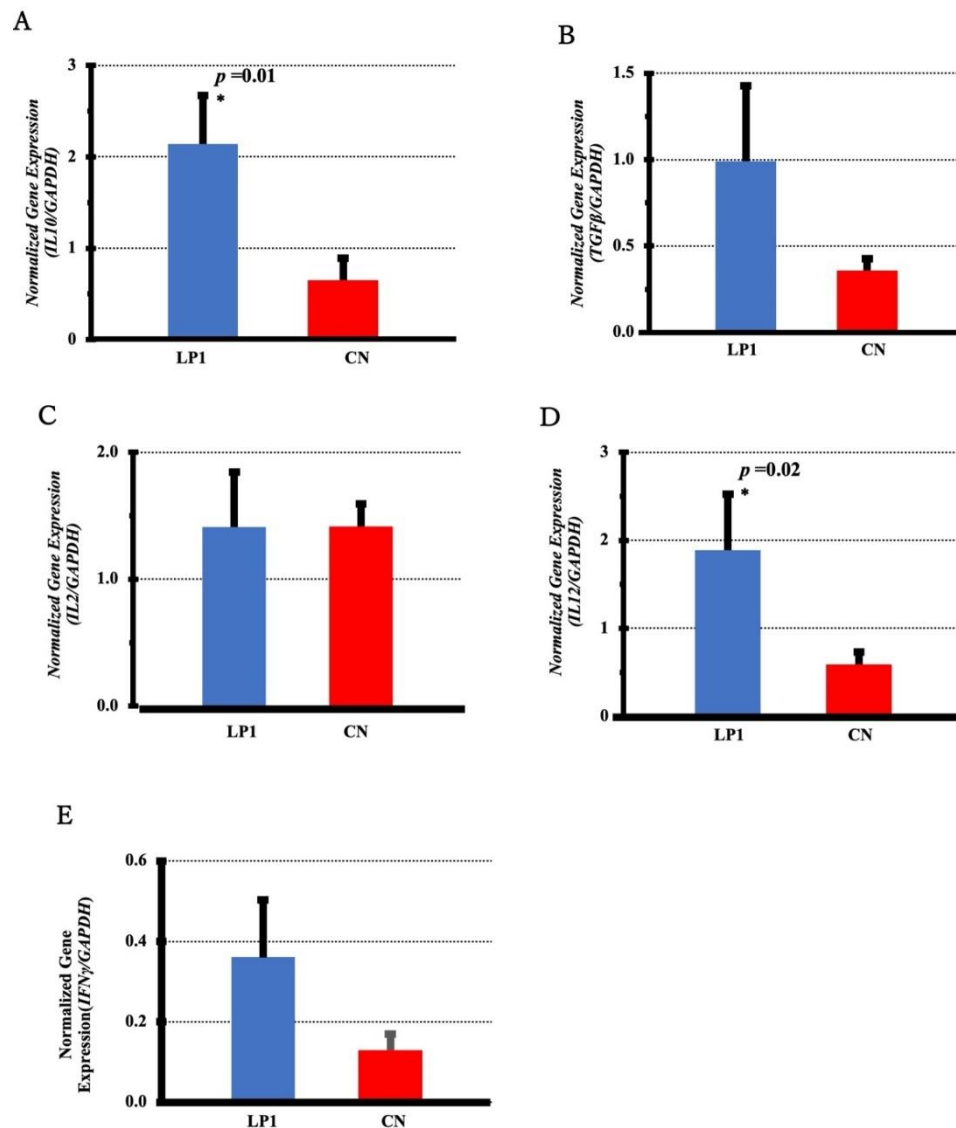 A
Normalized Gene Expression
(IL10/GAPDH)
3
2
1
0
p =0.01
*
LP1 CN
B
Normalized Gene Expression
(TGFβ/GAPDH)
1.5
1.0
0.5
0.0
LP1 CN
C
Normalized Gene Expression
(IL2/GAPDH)
2.0
1.0
0.0
LP1 CN
D
Normalized Gene Expression
(IL12/GAPDH)
3
2
1
0
p =0.02
*
LP1 CN
E
Normalized Gene
Expression(IFNγ/GAPDH)
0.6
0.4
0.2
0.0
LP1 CN